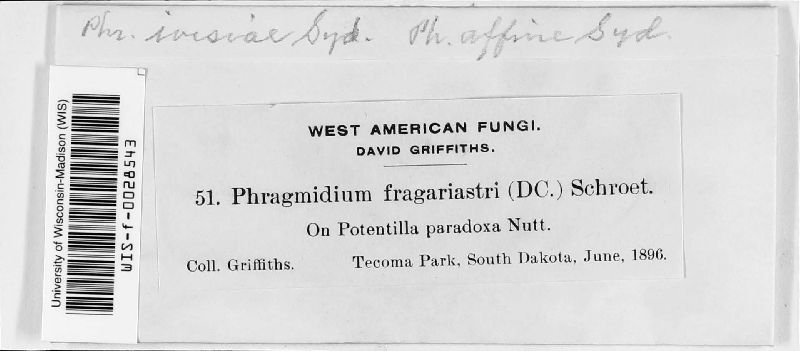 Phr. ivesiae Syd. Ph. affine Syd.
University of Wisconsin-Madison (WIS)
WIS-f-0028543
WEST AMERICAN FUNGI.
DAVID GRIFFITHS.
51. Phragmidium fragariastri (DC.) Schroet.
On Potentilla paradoxa Nutt.
Coll. Griffiths. Tecoma Park, South Dakota, June, 1896.